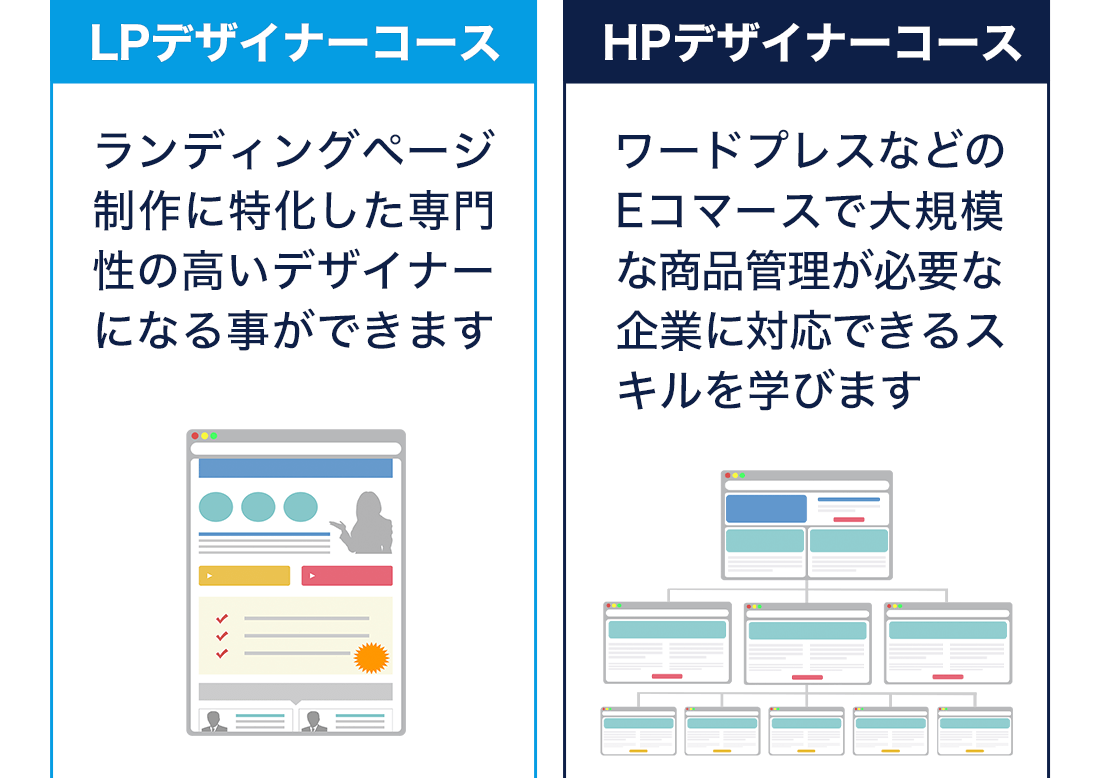 LPデザイナーコース
ランディングページ
制作に特化した専門
性の高いデザイナー
になる事ができます
HPデザイナーコース
ワードプレスなどの
Eコマースで大規模
な商品管理が必要な
企業に対応できるス
キルを学びます